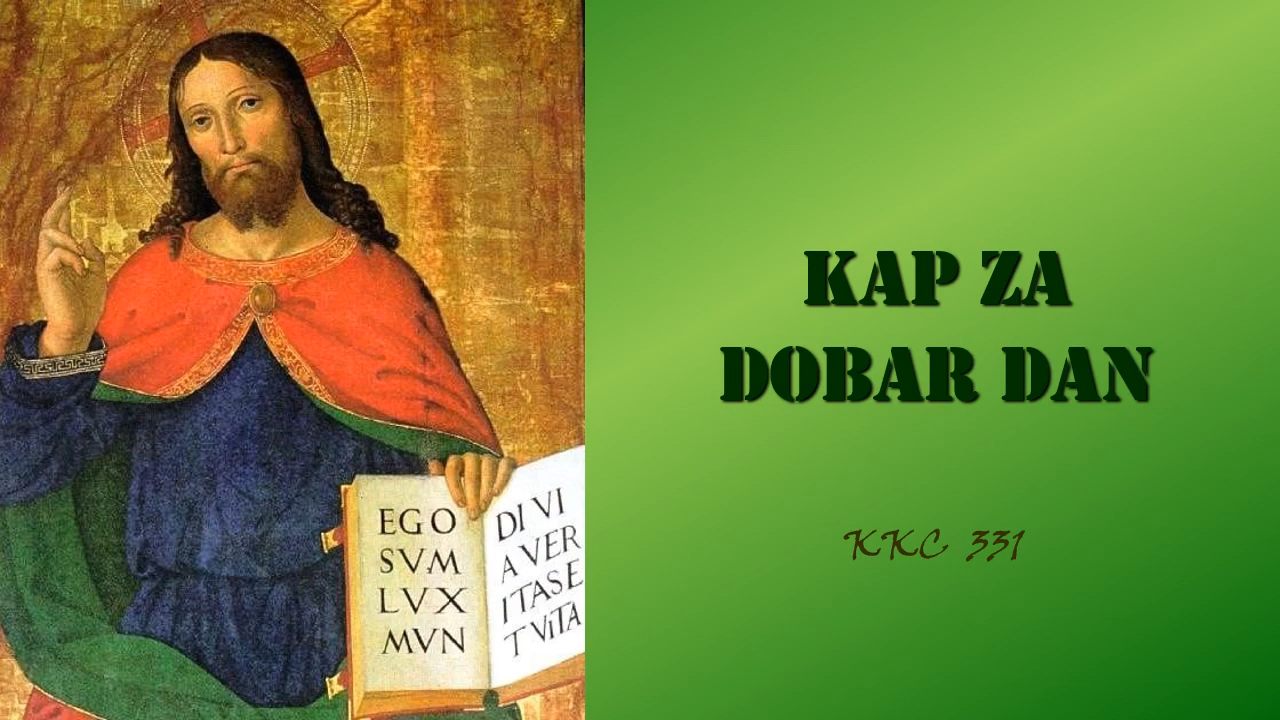 EGO
SVM
LVX
MVN
DI VI
A VER
ITASE
T VITA
KAP ZA
DOBAR DAN
KKC 331